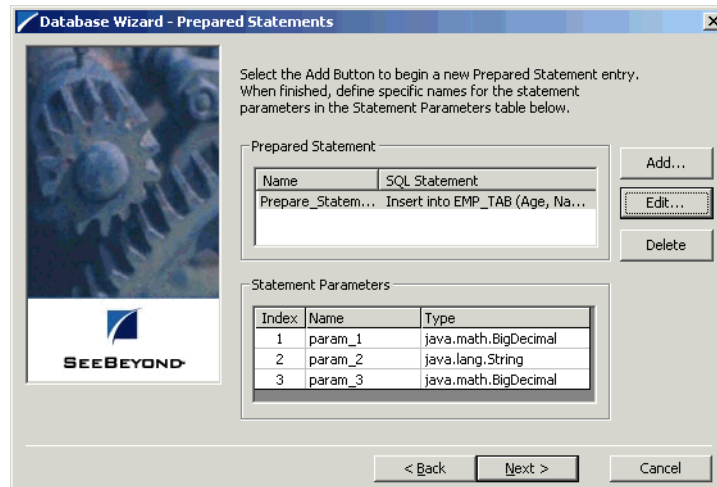 Database Wizard - Prepared Statements
Select the Add Button to begin a new Prepared Statement entry.
When finished, define specific names for the statement
parameters in the Statement Parameters table below.
Prepared Statement
Name SQL Statement
Prepare_Statem... Insert into EMP_TAB (Age, Na...
Add...
Edit...
Delete
Statement Parameters
Index Name Type
1 param_1 java.math.BigDecimal
2 param_2 java.lang.String
3 param_3 java.math.BigDecimal
SEEBEYOND
< Back Next > Cancel